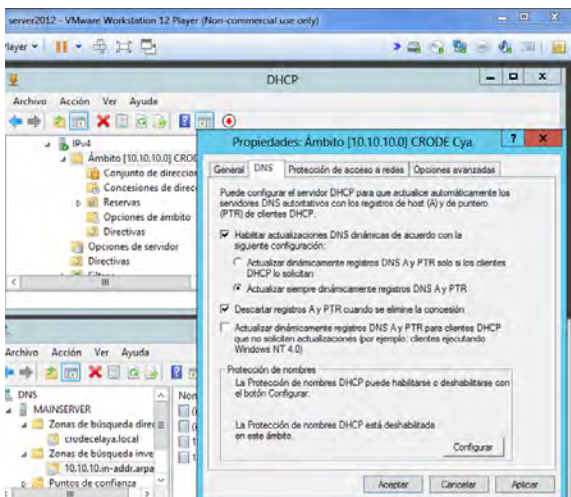 server2012 - VMware Workstation 12 Player (Non-commercial use only)
Player
DHCP
Archivo Acción Ver Ayuda
IPv4
Ámbito [10.10.10.0] CROD
Conjunto de direccion
Concesiones de direc
Reservas
Opciones de ámbito
Directivas
Opciones de servidor
Directivas
Propiedades: Ámbito [10.10.10.0] CRODE Cya.
General DNS Protección de acceso a redes Opciones avanzadas
Puede configurar el servidor DHCP para que actualice automáticamente los
servidores DNS autoritativos con los registros de host (A) y de puntero
(PTR) de clientes DHCP.
Habilitar actualizaciones DNS dinámicas de acuerdo con la
siguiente configuración:
Actualizar dinámicamente registros DNS A y PTR solo si los clientes
DHCP lo solicitan
Actualizar siempre dinámicamente registros DNS A y PTR
Descartar registros A y PTR cuando se elimine la concesión
Actualizar dinámicamente registros DNS A y PTR para clientes DHCP
que no soliciten actualizaciones (por ejemplo: clientes ejecutando
Windows NT 4.0)
Protección de nombres
La Protección de nombres DHCP puede habilitarse o deshabilitarse con
el botón Configurar.
La Protección de nombres DHCP está deshabilitada
en este ámbito.
Configurar
Aceptar Cancelar Aplicar
Archivo Acción Ver Ayuda
DNS
MAINSERVER
Zonas de búsqueda direc
crodecelaya.local
Zonas de búsqueda inve
10.10.10.in-addr.arpa
Puntos de confianza
Non